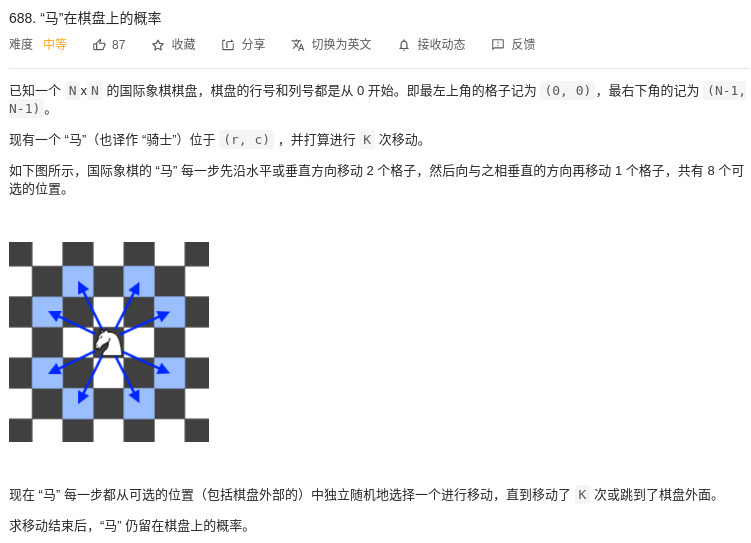 688. “马”在棋盘上的概率
难度 中等 87 收藏 分享 切换为英文 接收动态 反馈
已知一个 N x N 的国际象棋棋盘，棋盘的行号和列号都是从 0 开始。即最左上角的格子记为 (0, 0)，最右下角的记为 (N-1,
N-1)。
现有一个 “马”（也译作 “骑士”）位于 (r, c) ，并打算进行 K 次移动。
如下图所示，国际象棋的 “马” 每一步先沿水平或垂直方向移动 2 个格子，然后向与之相垂直的方向再移动 1 个格子，共有 8 个可
选的位置。
现在 “马” 每一步都从可选的位置（包括棋盘外部的）中独立随机地选择一个进行移动，直到移动了 K 次或跳到了棋盘外面。
求移动结束后，“马” 仍留在棋盘上的概率。